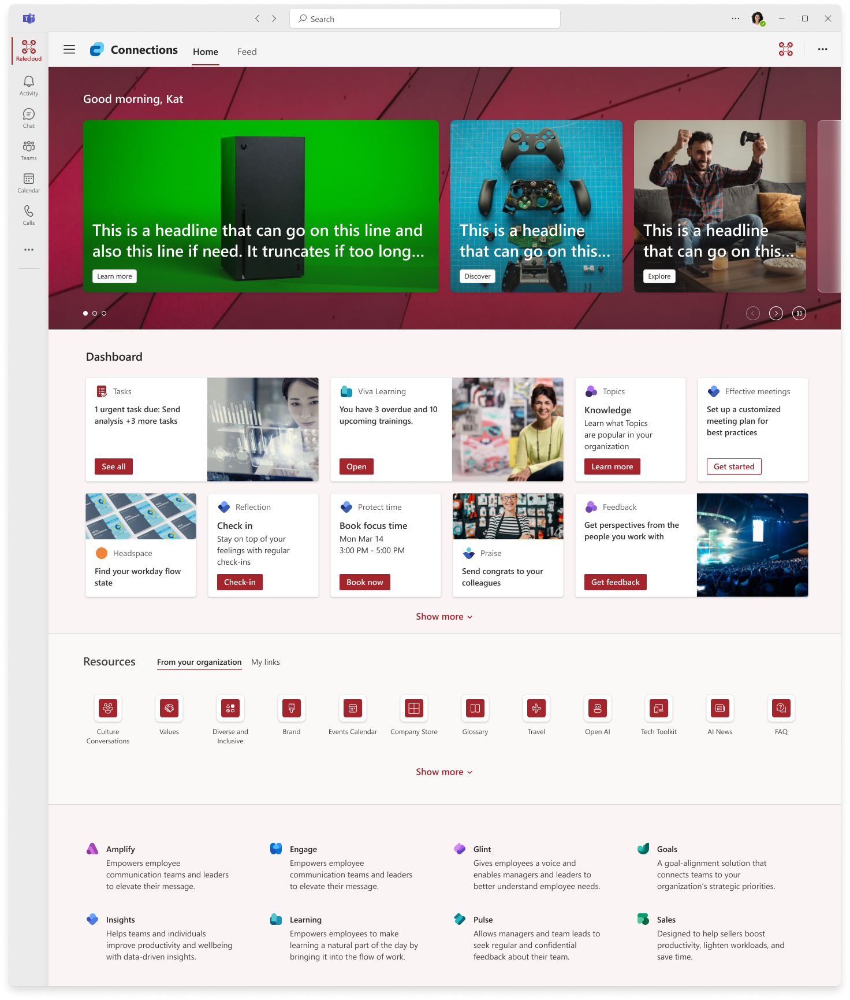 Search
Relecloud
Activity
Chat
Teams
Calendar
Calls
Connections
Home
Feed
Good morning, Kat
This is a headline that can go on this line and
also this line if need. It truncates if too long...
Learn more
This is a headline
that can go on this...
Discover
This is a headline
that can go on this...
Explore
Dashboard
Tasks
1 urgent task due: Send
analysis +3 more tasks
See all
Viva Learning
You have 3 overdue and 10
upcoming trainings.
Open
Topics
Knowledge
Learn what Topics
are popular in your
organization
Learn more
Effective meetings
Set up a customized
meeting plan for
best practices
Get started
Headspace
Find your workday flow
state
Reflection
Check in
Stay on top of your
feelings with regular
check-ins
Check-in
Protect time
Book focus time
Mon Mar 14
3:00 PM - 5:00 PM
Book now
Praise
Send congrats to your
colleagues
Feedback
Get perspectives from the
people you work with
Get feedback
Show more
Resources
From your organization
My links
Culture
Conversations
Values
Diverse and
Inclusive
Brand
Events Calendar
Company Store
Glossary
Travel
Open AI
Tech Toolkit
AI News
FAQ
Show more
Amplify
Empowers employee
communication teams and leaders
to elevate their message.
Engage
Empowers employee
communication teams and leaders
to elevate their message.
Glint
Gives employees a voice and
enables managers and leaders to
better understand employee needs.
Goals
A goal-alignment solution that
connects teams to your
organization's strategic priorities.
Insights
Helps teams and individuals
improve productivity and wellbeing
with data-driven insights.
Learning
Empowers employees to make
learning a natural part of the day by
bringing it into the flow of work.
Pulse
Allows managers and team leads to
seek regular and confidential
feedback about their team.
Sales
Designed to help sellers boost
productivity, lighten workloads, and
save time.